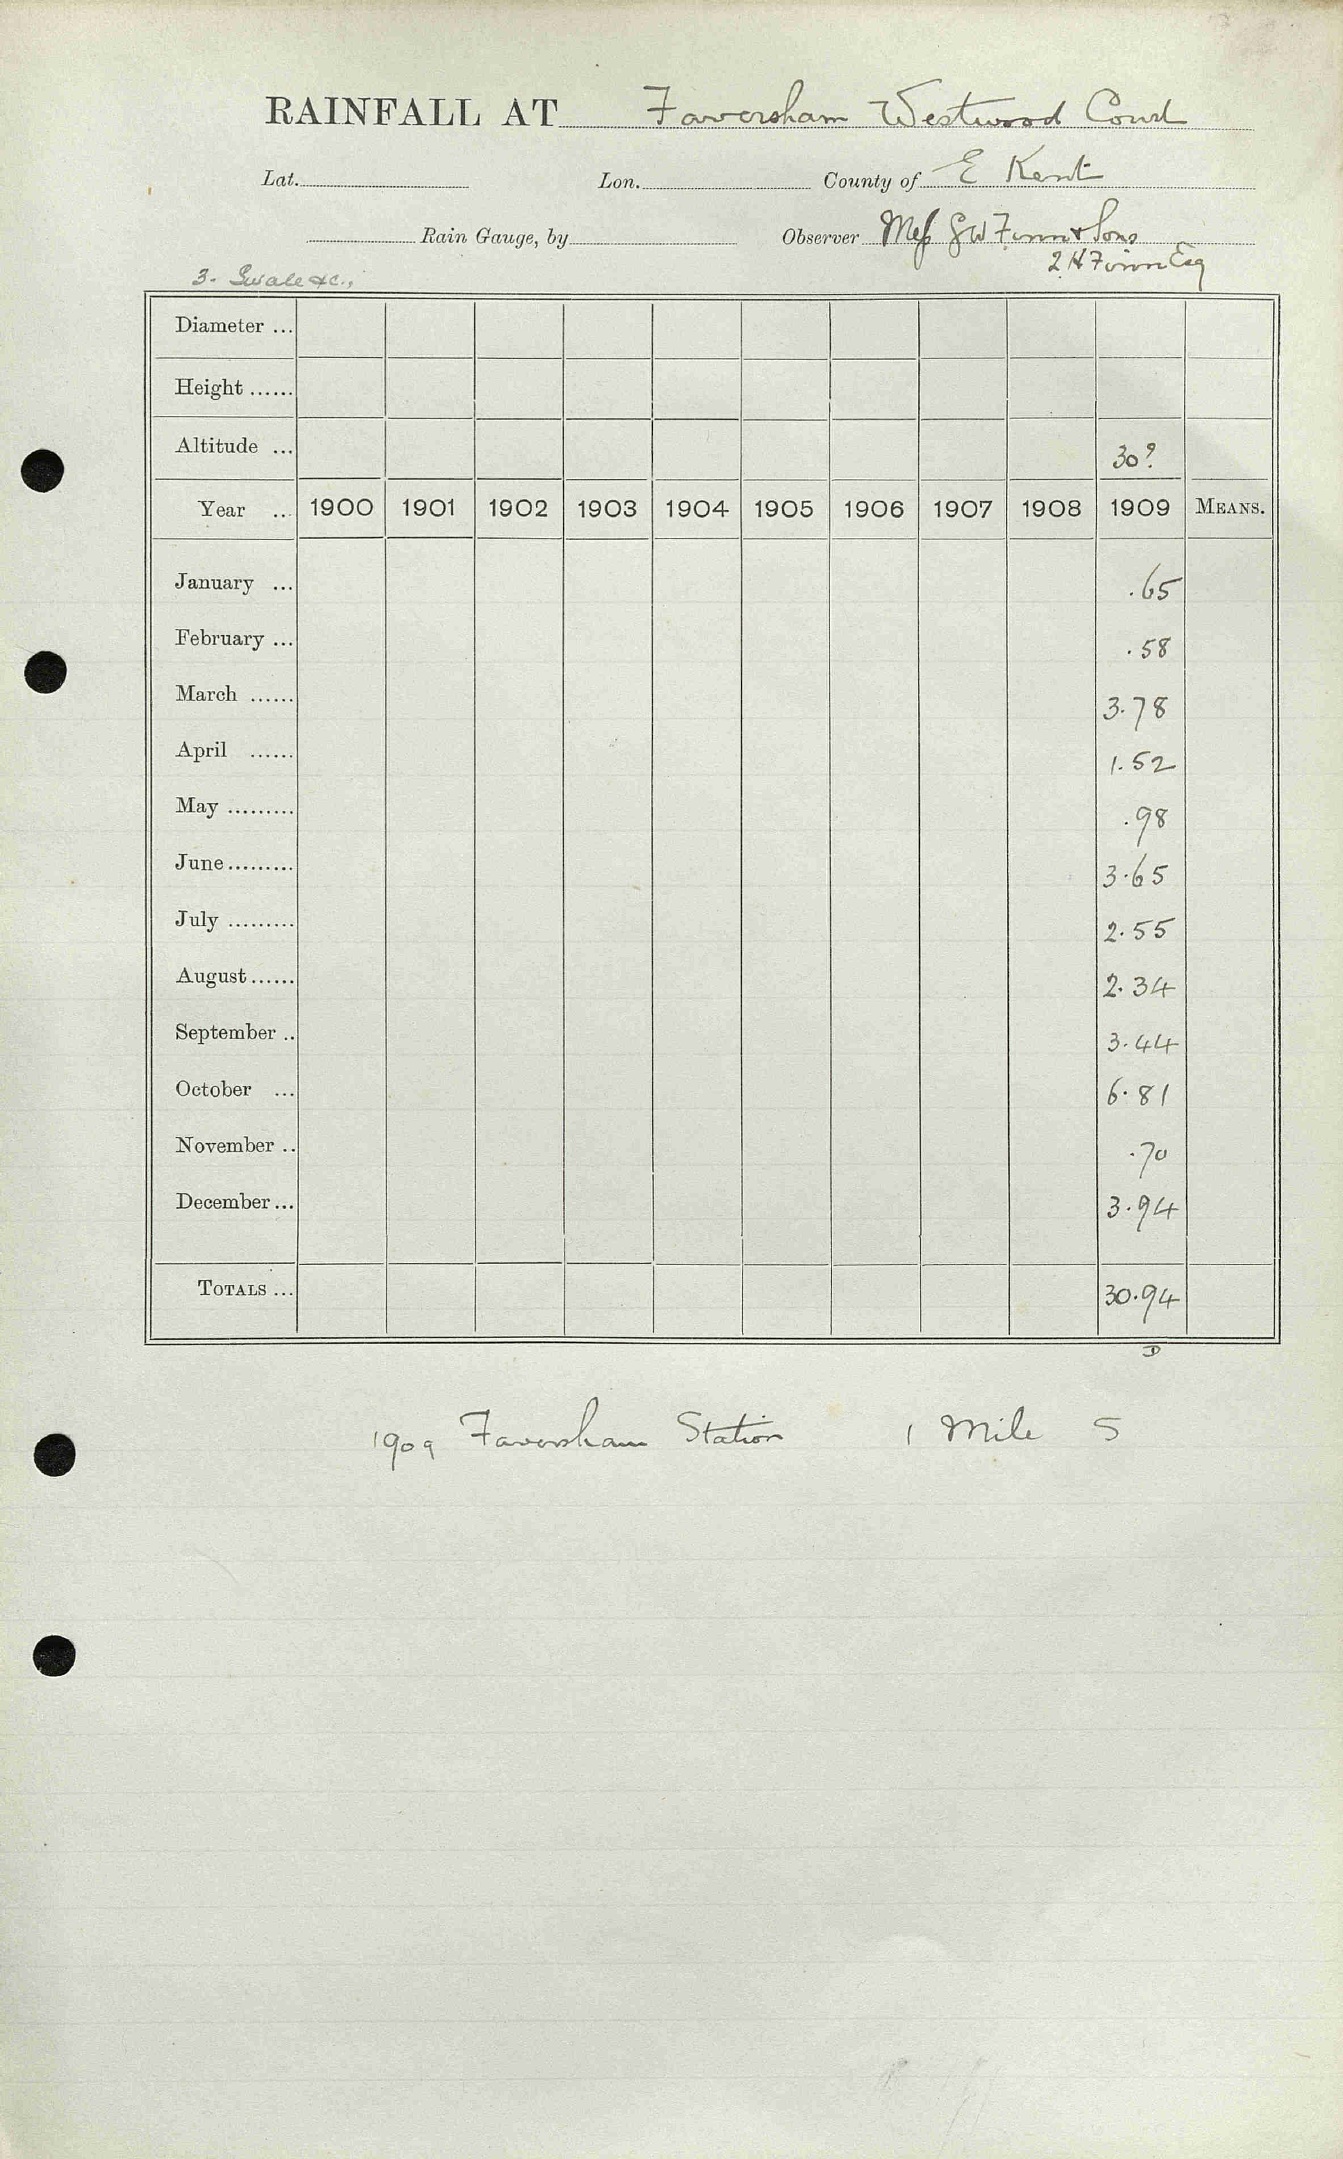 RAINFALL AT Faversham Westwood Court
Lat. Lon. County of E Kent
Rain Gauge, by Observer Mess G W Finn & Sons
2 H Finn Esq
3. Swale &c.,
Diameter ...
Height ......
Altitude ... 30?
Year ... 1900 1901 1902 1903 1904 1905 1906 1907 1908 1909 MEANS.
January ... .65
February ... .58
March ...... 3.78
April ...... 1.52
May ......... .98
June ......... 3.65
July ......... 2.55
August ...... 2.34
September .. 3.44
October ... 6.81
November .. .70
December ... 3.94
TOTALS ... 30.94
D
1909 Faversham Station 1 Mile S